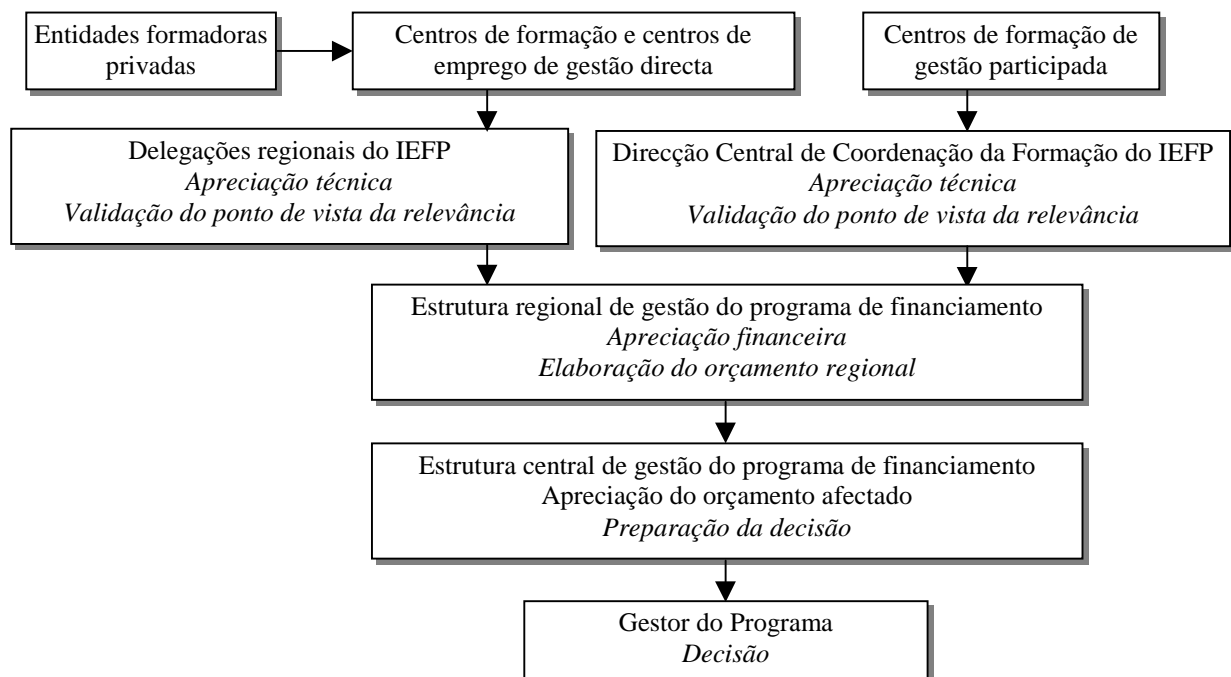 Entidades formadoras
privadas
Centros de formação e centros de
emprego de gestão directa
Centros de formação de
gestão participada
Delegações regionais do IEFP
Apreciação técnica
Validação do ponto de vista da relevância
Direcção Central de Coordenação da Formação do IEFP
Apreciação técnica
Validação do ponto de vista da relevância
Estrutura regional de gestão do programa de financiamento
Apreciação financeira
Elaboração do orçamento regional
Estrutura central de gestão do programa de financiamento
Apreciação do orçamento afectado
Preparação da decisão
Gestor do Programa
Decisão